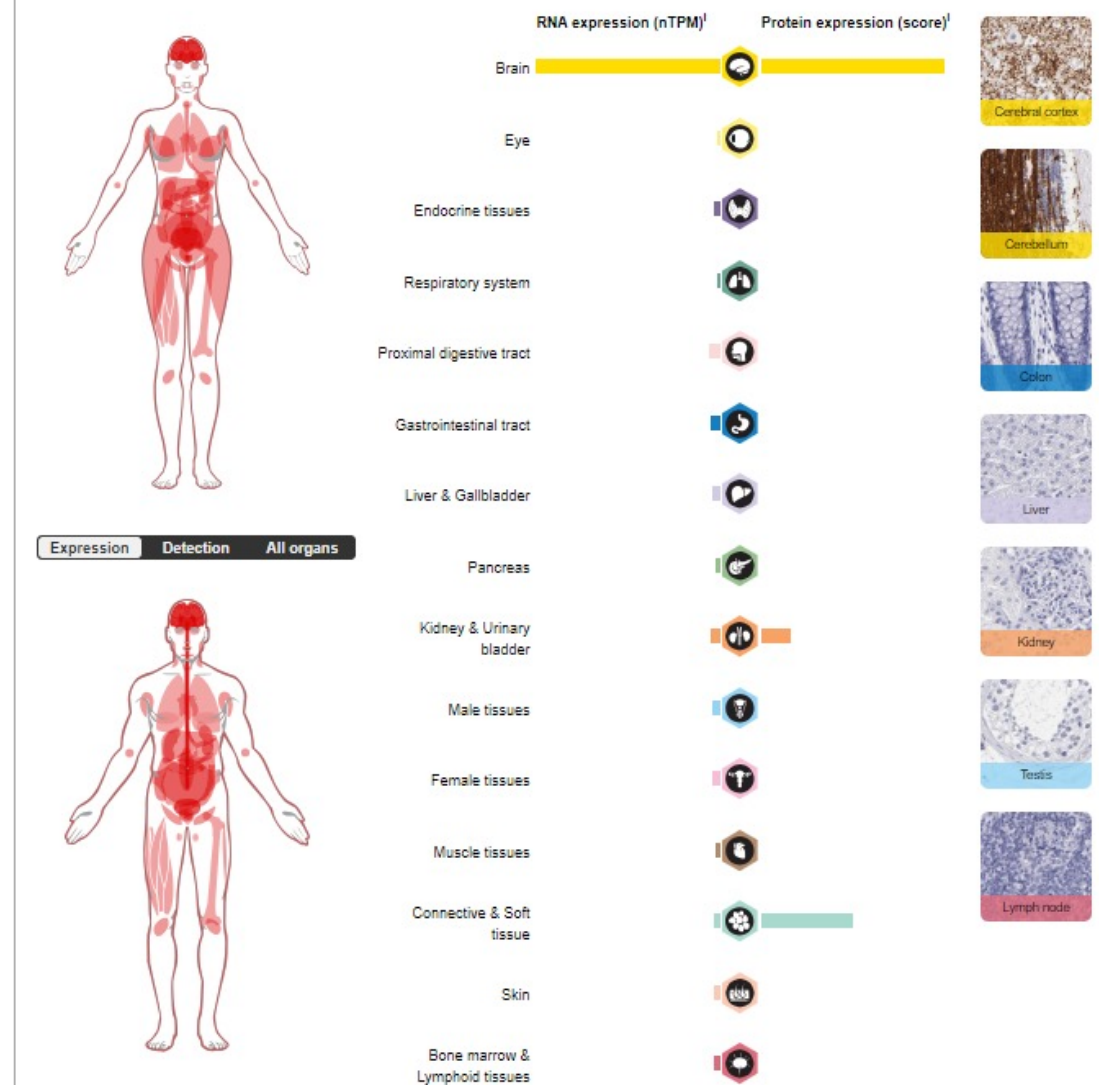 RNA expression (nTPM)i
Protein expression (score)i
Brain
Eye
Endocrine tissues
Respiratory system
Proximal digestive tract
Gastrointestinal tract
Liver & Gallbladder
Pancreas
Kidney & Urinary
bladder
Male tissues
Female tissues
Muscle tissues
Connective & Soft
tissue
Skin
Bone marrow &
Lymphoid tissues
Expression
Detection
All organs
Cerebral cortex
Cerebellum
Colon
Liver
Kidney
Testis
Lymph node